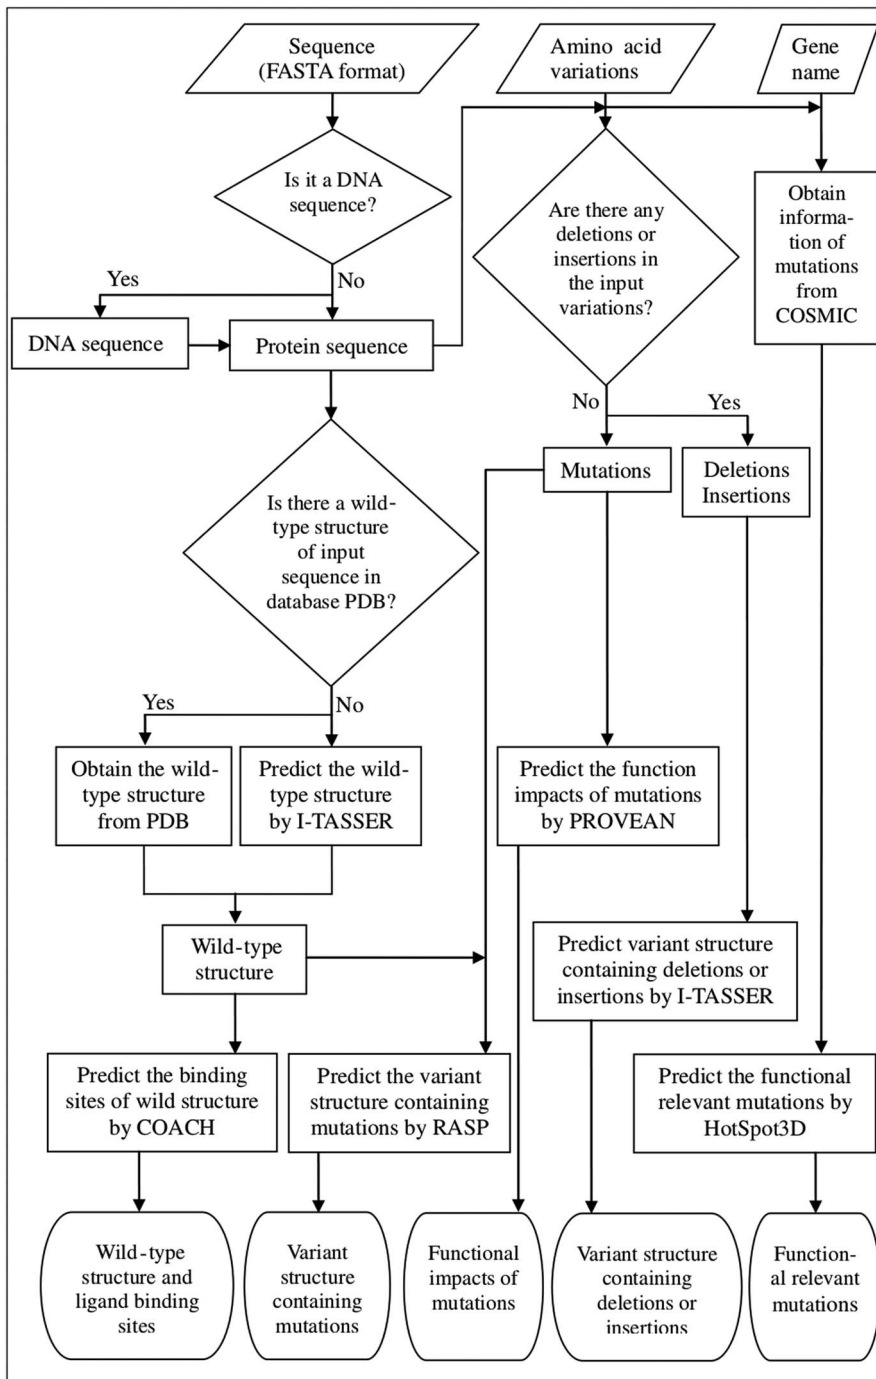 Sequence
(FASTA format)
Amino acid
variations
Gene
name
Is it a DNA
sequence?
Are there any
deletions or
insertions in
the input
variations?
Obtain
informa-
tion of
mutations
from
COSMIC
Yes
No
DNA sequence
Protein sequence
No
Yes
Mutations
Deletions
Insertions
Is there a wild-
type structure
of input
sequence in
database PDB?
Yes
No
Obtain the wild-
type structure
from PDB
Predict the wild-
type structure
by I-TASSER
Predict the function
impacts of mutations
by PROVEAN
Wild-type
structure
Predict variant structure
containing deletions or
insertions by I-TASSER
Predict the binding
sites of wild structure
by COACH
Predict the variant
structure containing
mutations by RASP
Predict the functional
relevant mutations by
HotSpot3D
Wild-type
structure and
ligand binding
sites
Variant
structure
containing
mutations
Functional
impacts of
mutations
Variant structure
containing
deletions or
insertions
Function-
al relevant
mutations